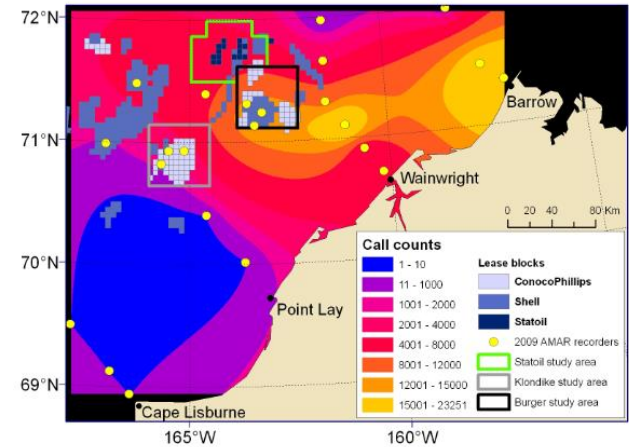 72°N
71°N
70°N
69°N
165°W
160°W
Barrow
Wainwright
Point Lay
Cape Lisburne
0 20 40 80 Km
Call counts
1 - 10
11 - 1000
1001 - 2000
2001 - 4000
4001 - 8000
8001 - 12000
12001 - 15000
15001 - 23251
Lease blocks
ConocoPhillips
Shell
Statoil
2009 AMAR recorders
Statoil study area
Klondike study area
Burger study area